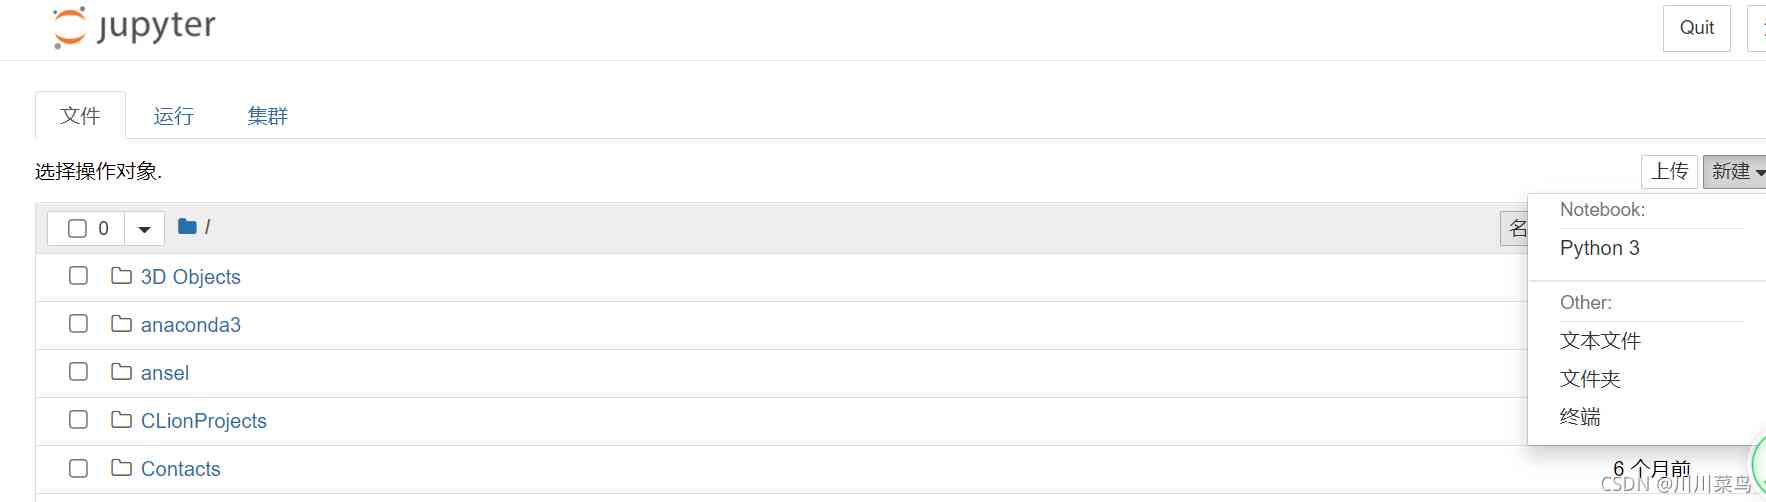 jupyter
Quit
文件 运行 集群
选择操作对象.
上传 新建
0 /
名
Notebook:
Python 3
Other:
文本文件
文件夹
终端
3D Objects
anaconda3
ansel
CLionProjects
Contacts
6 个月前
CSDN @川川菜鸟